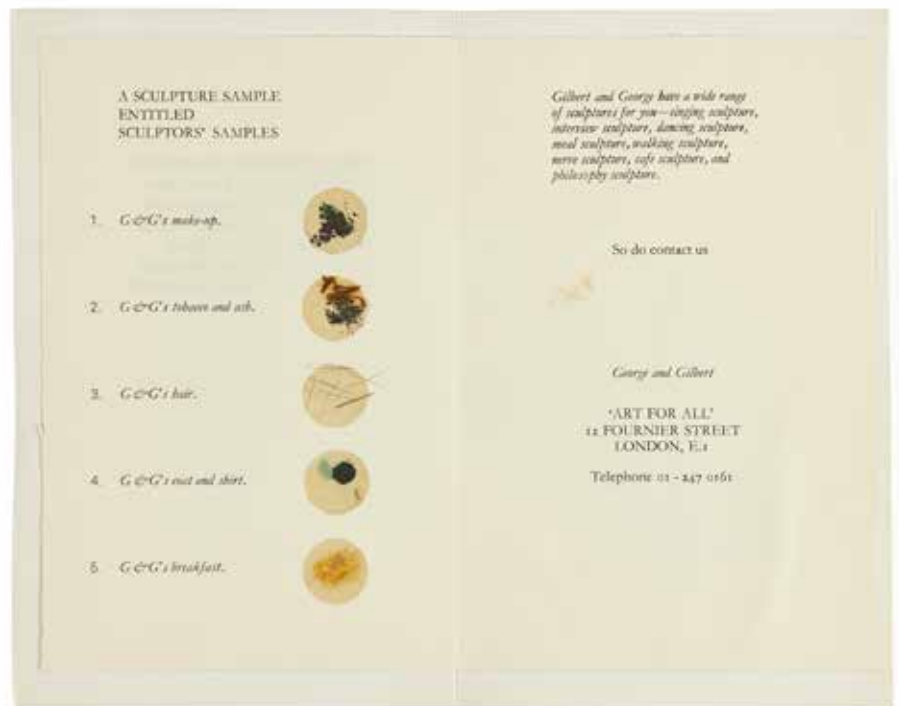 A SCULPTURE SAMPLE
ENTITLED
SCULPTORS' SAMPLES
1. G & G's make-up.
2. G & G's tobacco and ash.
3. G & G's hair.
4. G & G's coat and shirt.
5. G & G's breakfast.
Gilbert and George have a wide range
of sculptures for you—singing sculpture,
interview sculpture, dancing sculpture,
meal sculpture, walking sculpture,
nerve sculpture, cafe sculpture, and
philosophy sculpture.
So do contact us
George and Gilbert
'ART FOR ALL'
12 FOURNIER STREET
LONDON, E.1
Telephone 01 - 247 0161